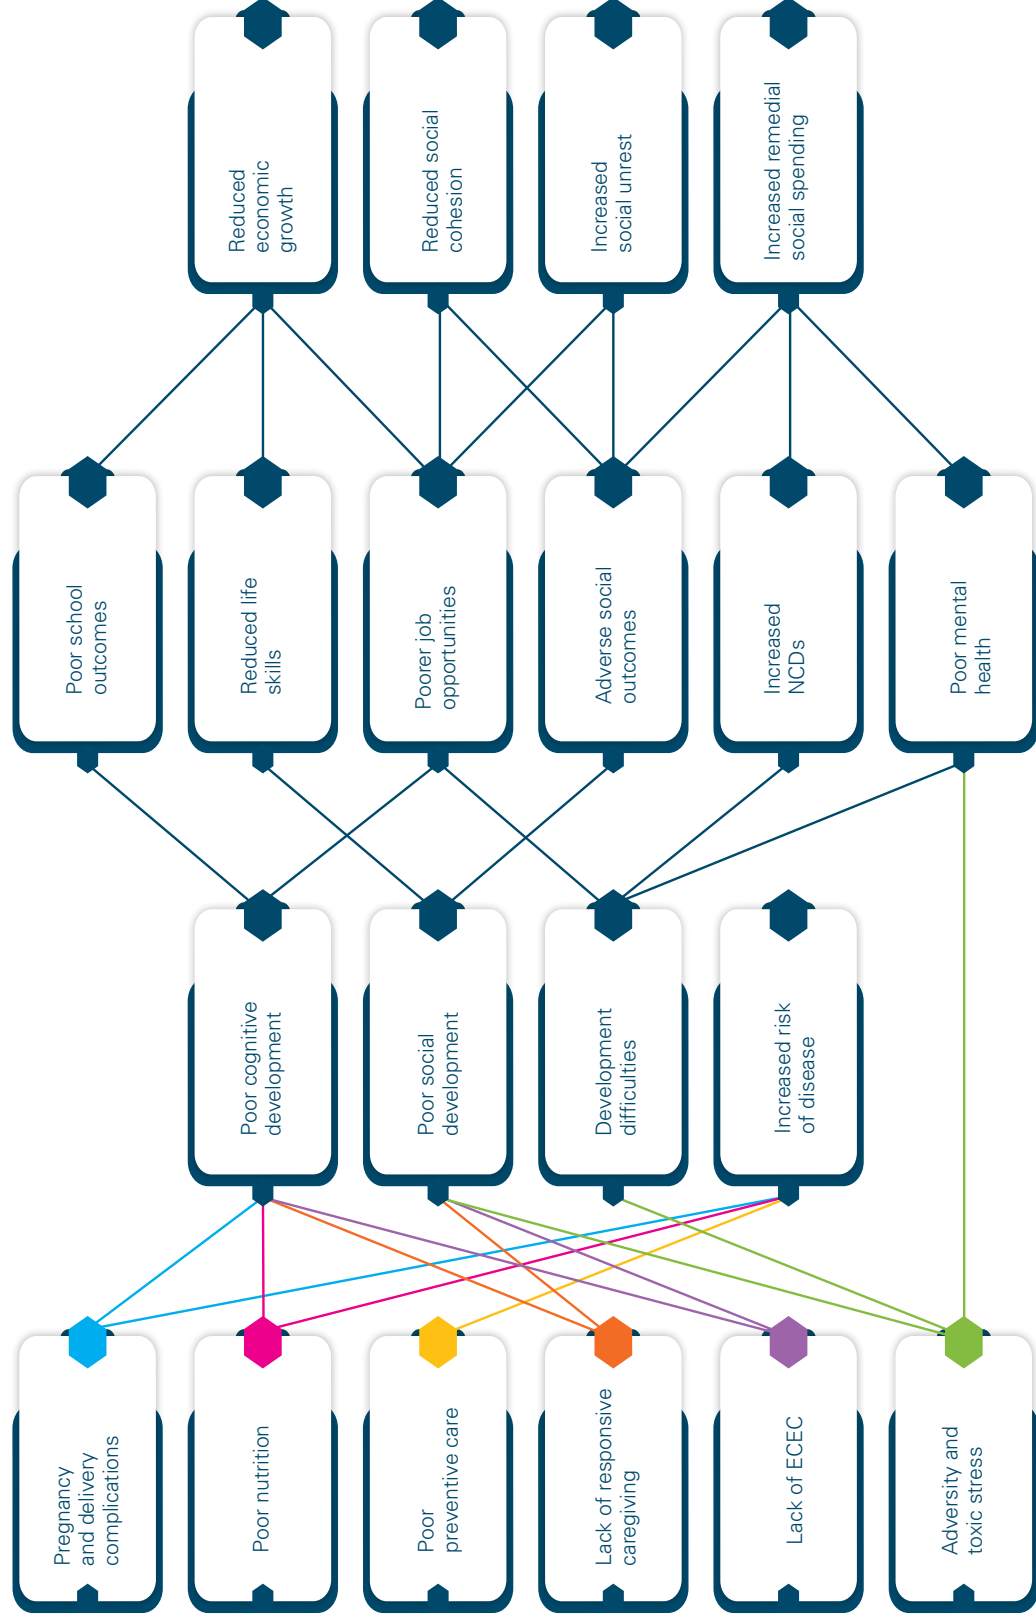 Reduced
economic
growth
Reduced social
cohesion
Increased
social unrest
Increased remedial
social spending
Poor school
outcomes
Reduced life
skills
Poorer job
opportunities
Adverse social
outcomes
Increased
NCDs
Poor mental
health
Poor cognitive
development
Poor social
development
Development
difficulties
Increased risk
of disease
Pregnancy
and delivery
complications
Poor nutrition
Poor
preventive care
Lack of responsive
caregiving
Lack of ECEC
Adversity and
toxic stress